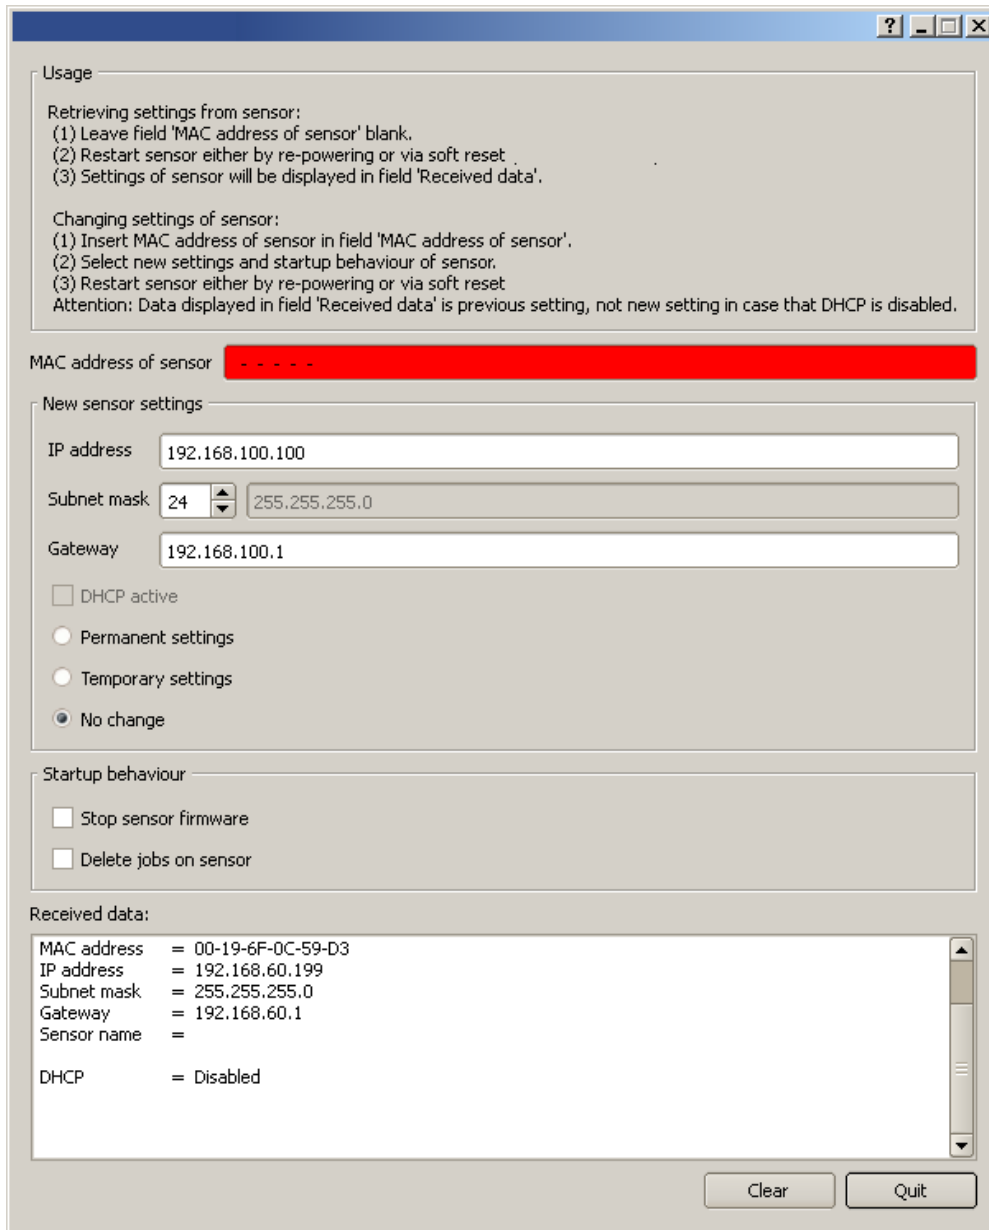 Usage
Retrieving settings from sensor:
(1) Leave field 'MAC address of sensor' blank.
(2) Restart sensor either by re-powering or via soft reset .
(3) Settings of sensor will be displayed in field 'Received data'.
Changing settings of sensor:
(1) Insert MAC address of sensor in field 'MAC address of sensor'.
(2) Select new settings and startup behaviour of sensor.
(3) Restart sensor either by re-powering or via soft reset
Attention: Data displayed in field 'Received data' is previous setting, not new setting in case that DHCP is disabled.
MAC address of sensor - - - - -
New sensor settings
IP address 192.168.100.100
Subnet mask 24 255.255.255.0
Gateway 192.168.100.1
DHCP active
Permanent settings
Temporary settings
No change
Startup behaviour
Stop sensor firmware
Delete jobs on sensor
Received data:
MAC address = 00-19-6F-0C-59-D3
IP address = 192.168.60.199
Subnet mask = 255.255.255.0
Gateway = 192.168.60.1
Sensor name =
DHCP = Disabled
Clear Quit